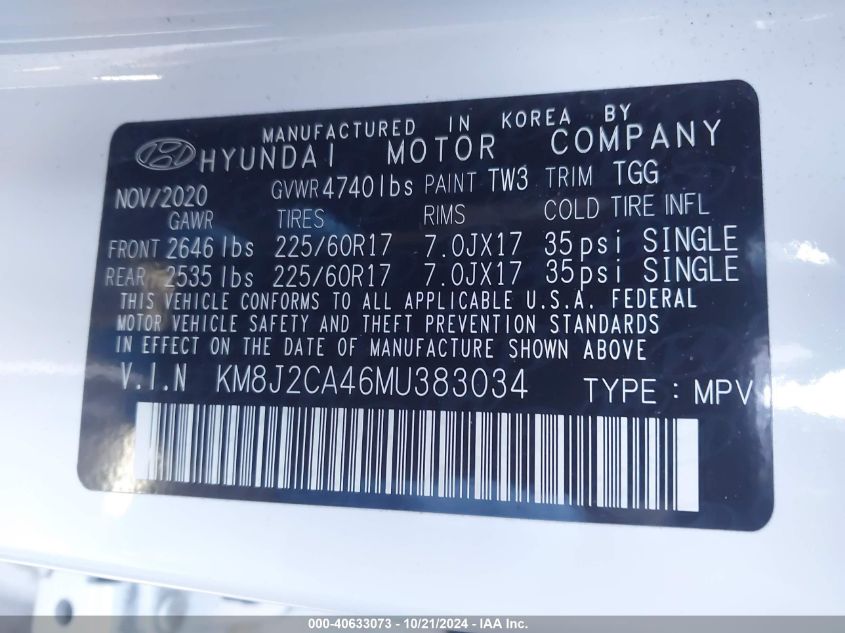 MANUFACTURED IN KOREA BY
HYUNDAI MOTOR COMPANY
NOV/2020 GVWR 4740lbs PAINT TW3 TRIM TGG
GAWR TIRES RIMS COLD TIRE INFL
FRONT 2646 lbs 225/60R17 7.0JX17 35psi SINGLE
REAR 2535 lbs 225/60R17 7.0JX17 35psi SINGLE
THIS VEHICLE CONFORMS TO ALL APPLICABLE U.S.A. FEDERAL
MOTOR VEHICLE SAFETY AND THEFT PREVENTION STANDARDS
IN EFFECT ON THE DATE OF MANUFACTURE SHOWN ABOVE
V.I.N KM8J2CA46MU383034 TYPE : MPV
000-40633073 - 10/21/2024 - IAA Inc.